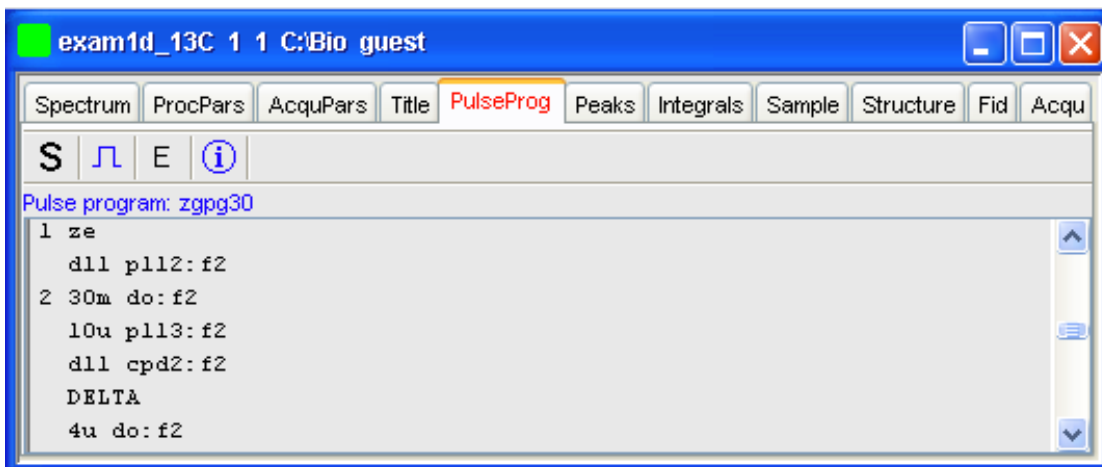 exam1d_13C 1 1 C:\Bio guest
Spectrum ProcPars AcquPars Title PulseProg Peaks Integrals Sample Structure Fid Acqu
S E i
Pulse program: zgpg30
1 ze
d11 pl12:f2
2 30m do:f2
10u pl13:f2
d11 cpd2:f2
DELTA
4u do:f2